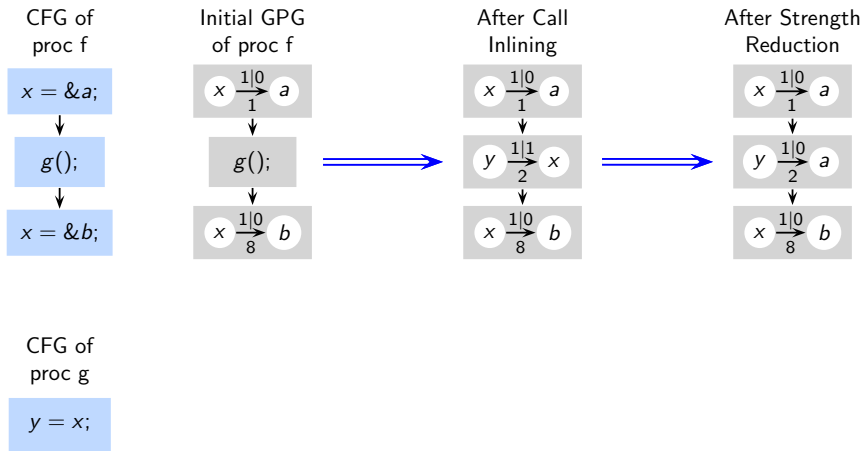 CFG of
proc f
x = &a;
g();
x = &b;
Initial GPG
of proc f
x 1|0 a
1
g();
x 1|0 b
8
After Call
Inlining
x 1|0 a
1
y 1|1 x
2
x 1|0 b
8
After Strength
Reduction
x 1|0 a
1
y 1|0 a
2
x 1|0 b
8
CFG of
proc g
y = x;